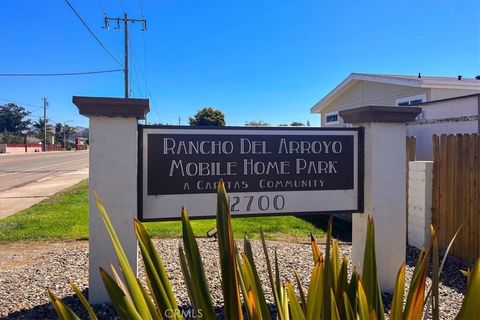 Rancho Del Arroyo
Mobile Home Park
A Capitas Community
2700
CRMLS